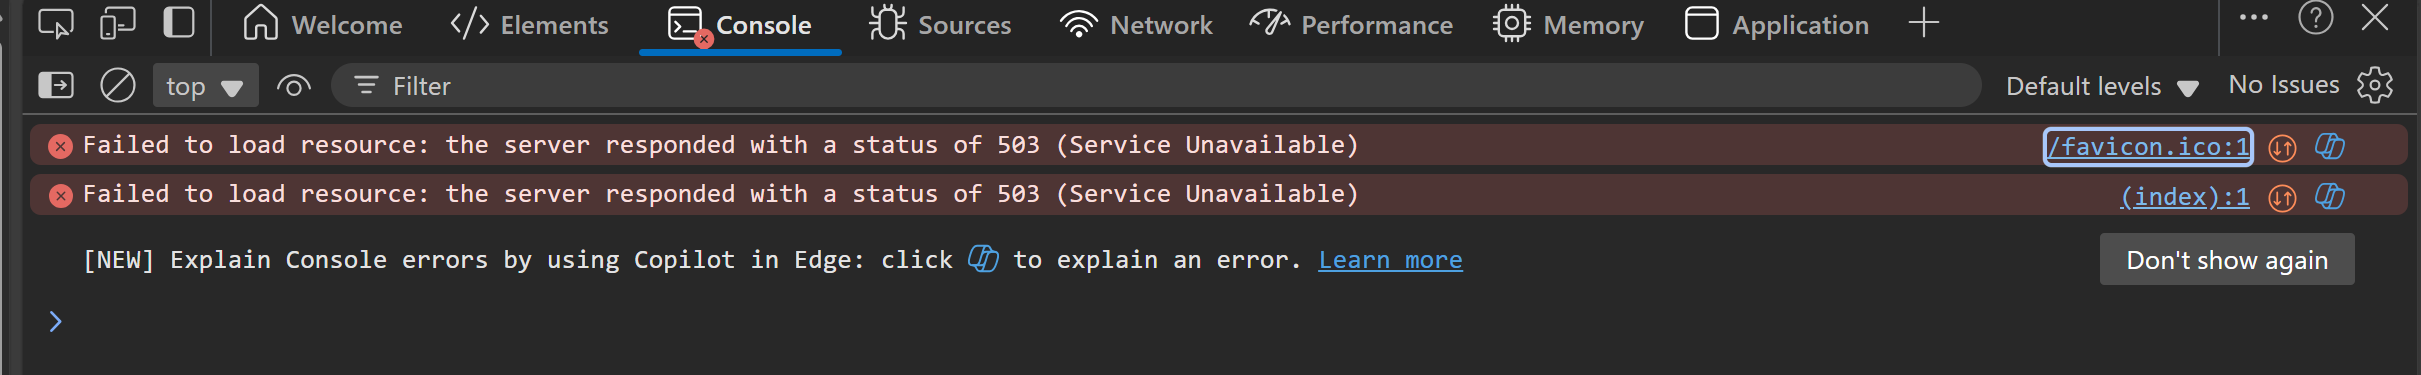 Welcome Elements Console Sources Network Performance Memory Application
top Filter Default levels No Issues
Failed to load resource: the server responded with a status of 503 (Service Unavailable) /favicon.ico:1
Failed to load resource: the server responded with a status of 503 (Service Unavailable) (index):1
[NEW] Explain Console errors by using Copilot in Edge: click to explain an error. Learn more Don't show again